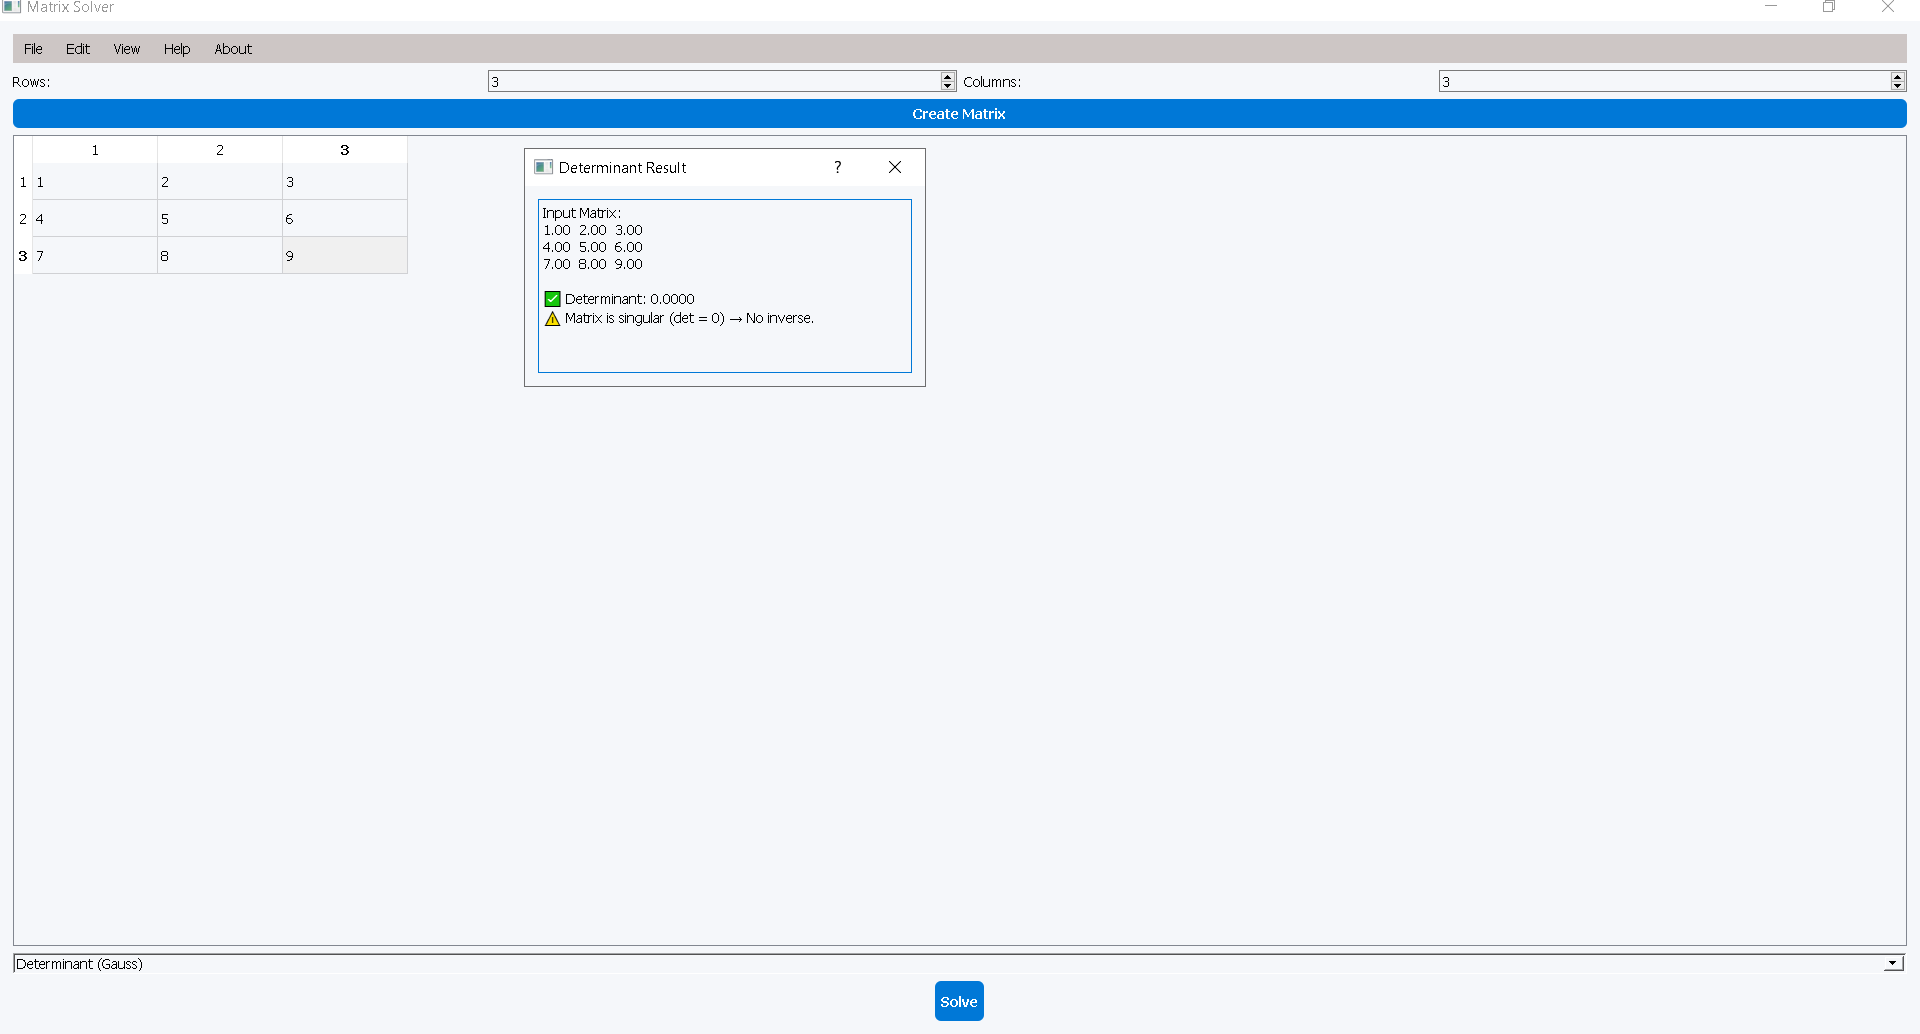 Matrix Solver
File Edit View Help About
Rows: 3 Columns: 3
Create Matrix
1 2 3
1 1 2 3
2 4 5 6
3 7 8 9
Determinant Result ?
Input Matrix:
1.00 2.00 3.00
4.00 5.00 6.00
7.00 8.00 9.00
Determinant: 0.0000
Matrix is singular (det = 0) → No inverse.
Determinant (Gauss)
Solve